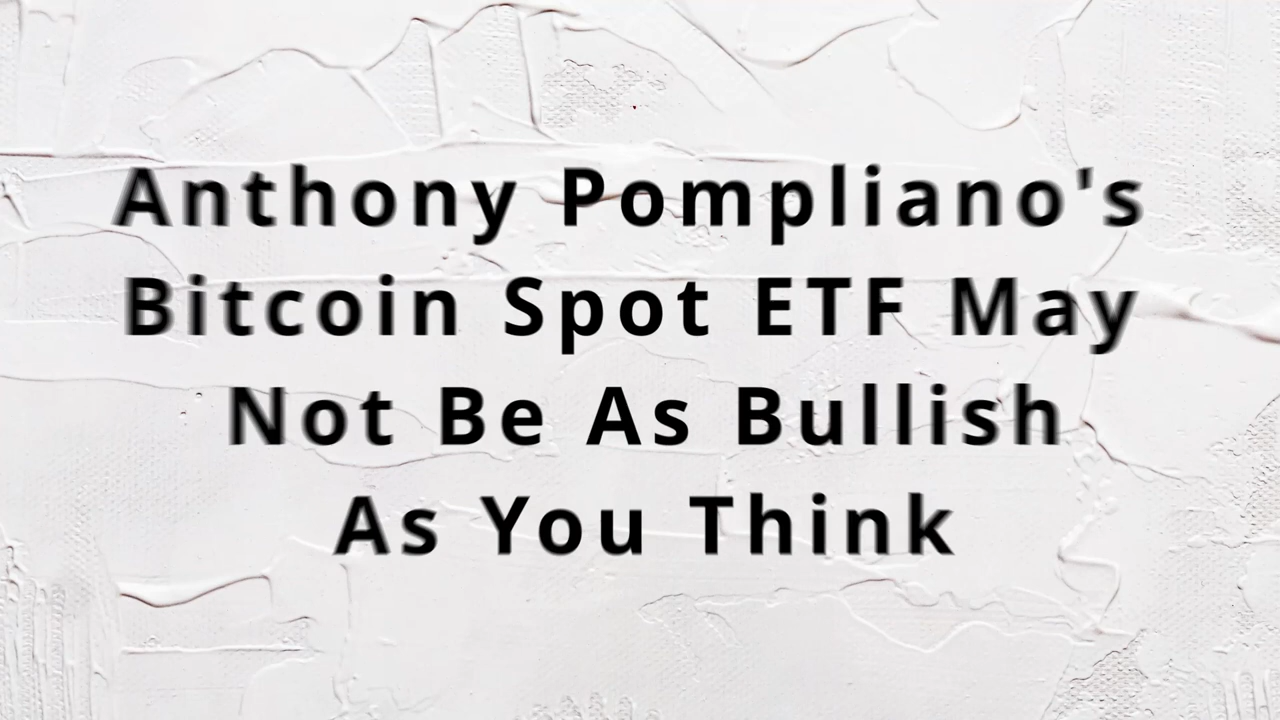 Anthony Pompliano's
Bitcoin Spot ETF May
Not Be As Bullish
As You Think